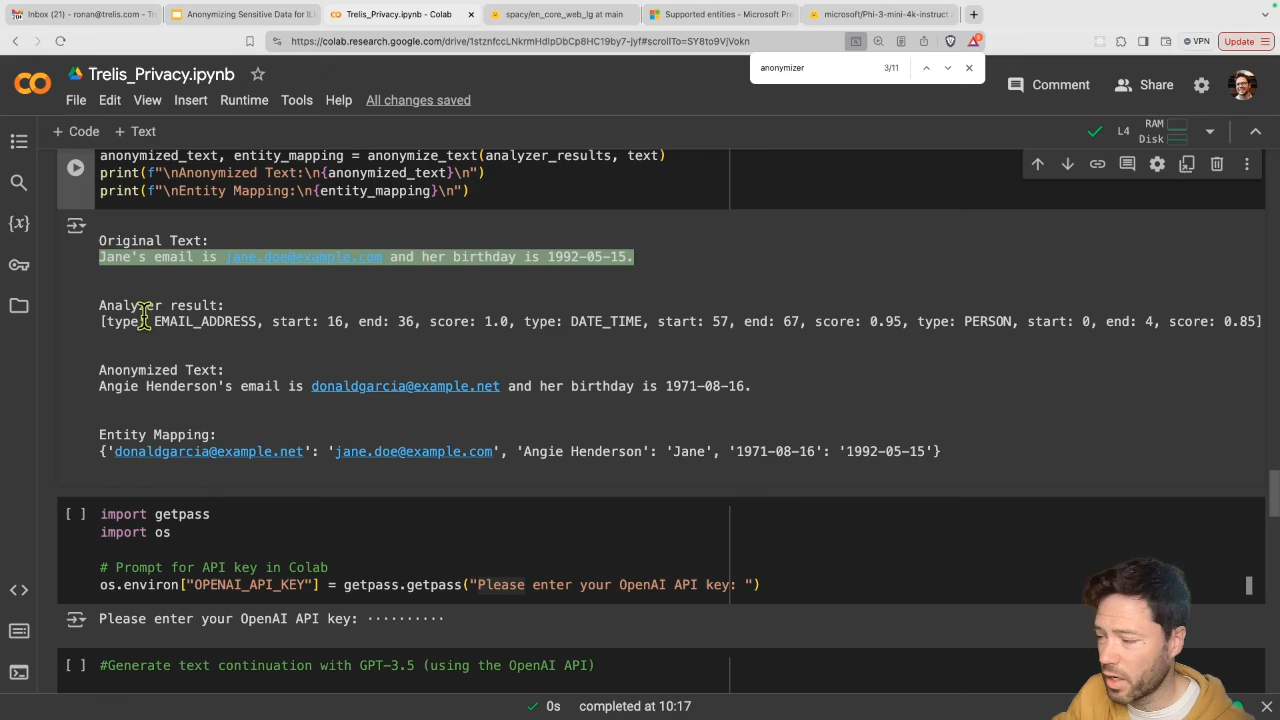 Inbox (21) - ronan@trelis.com
Anonymizing Sensitive Data for LL
Trelis_Privacy.ipynb - Colab
spacy/en_core_web_lg at main
Supported entities - Microsoft Pre
microsoft/Phi-3-mini-4k-instruct
https://colab.research.google.com/drive/1stznfccLNkrmHdIpDbCp8HC19by7-jyf#scrollTo=SY8to9VjVokn
VPN
Update
anonymizer 3/11
Trelis_Privacy.ipynb
File Edit View Insert Runtime Tools Help All changes saved
Comment Share
+ Code + Text
L4 RAM
Disk
anonymized_text, entity_mapping = anonymize_text(analyzer_results, text)
print(f"\nAnonymized Text:\n{anonymized_text}\n")
print(f"\nEntity Mapping:\n{entity_mapping}\n")
Original Text:
Jane's email is jane.doe@example.com and her birthday is 1992-05-15.
Analyzer result:
[type: EMAIL_ADDRESS, start: 16, end: 36, score: 1.0, type: DATE_TIME, start: 57, end: 67, score: 0.95, type: PERSON, start: 0, end: 4, score: 0.85]
Anonymized Text:
Angie Henderson's email is donaldgarcia@example.net and her birthday is 1971-08-16.
Entity Mapping:
{'donaldgarcia@example.net': 'jane.doe@example.com', 'Angie Henderson': 'Jane', '1971-08-16': '1992-05-15'}
[ ] import getpass
import os
# Prompt for API key in Colab
os.environ["OPENAI_API_KEY"] = getpass.getpass("Please enter your OpenAI API key: ")
Please enter your OpenAI API key: ··········
[ ] #Generate text continuation with GPT-3.5 (using the OpenAI API)
0s completed at 10:17